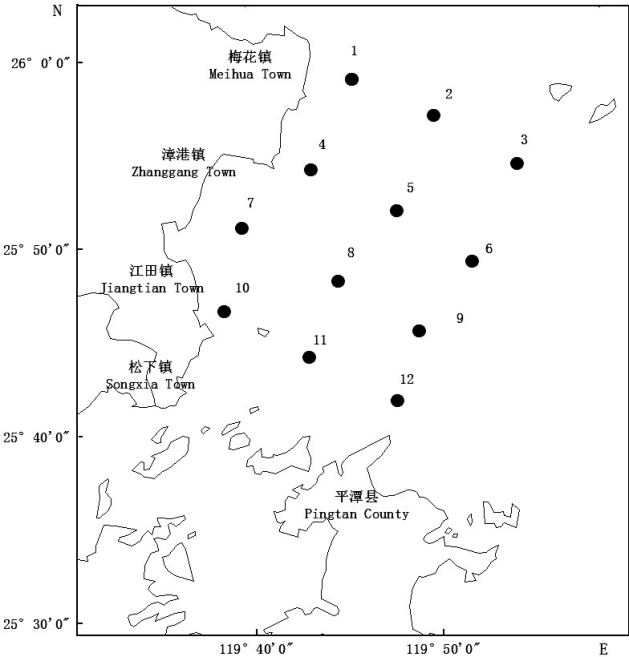 N
梅花镇
Meihua Town
1
26° 0′0″
2
3
4
漳港镇
Zhanggang Town
5
7
6
25° 50′0″
8
江田镇
Jiangtian Town
10
9
11
松下镇
Songxia Town
12
25° 40′0″
平潭县
Pingtan County
25° 30′0″
119° 40′0″
119° 50′0″
E